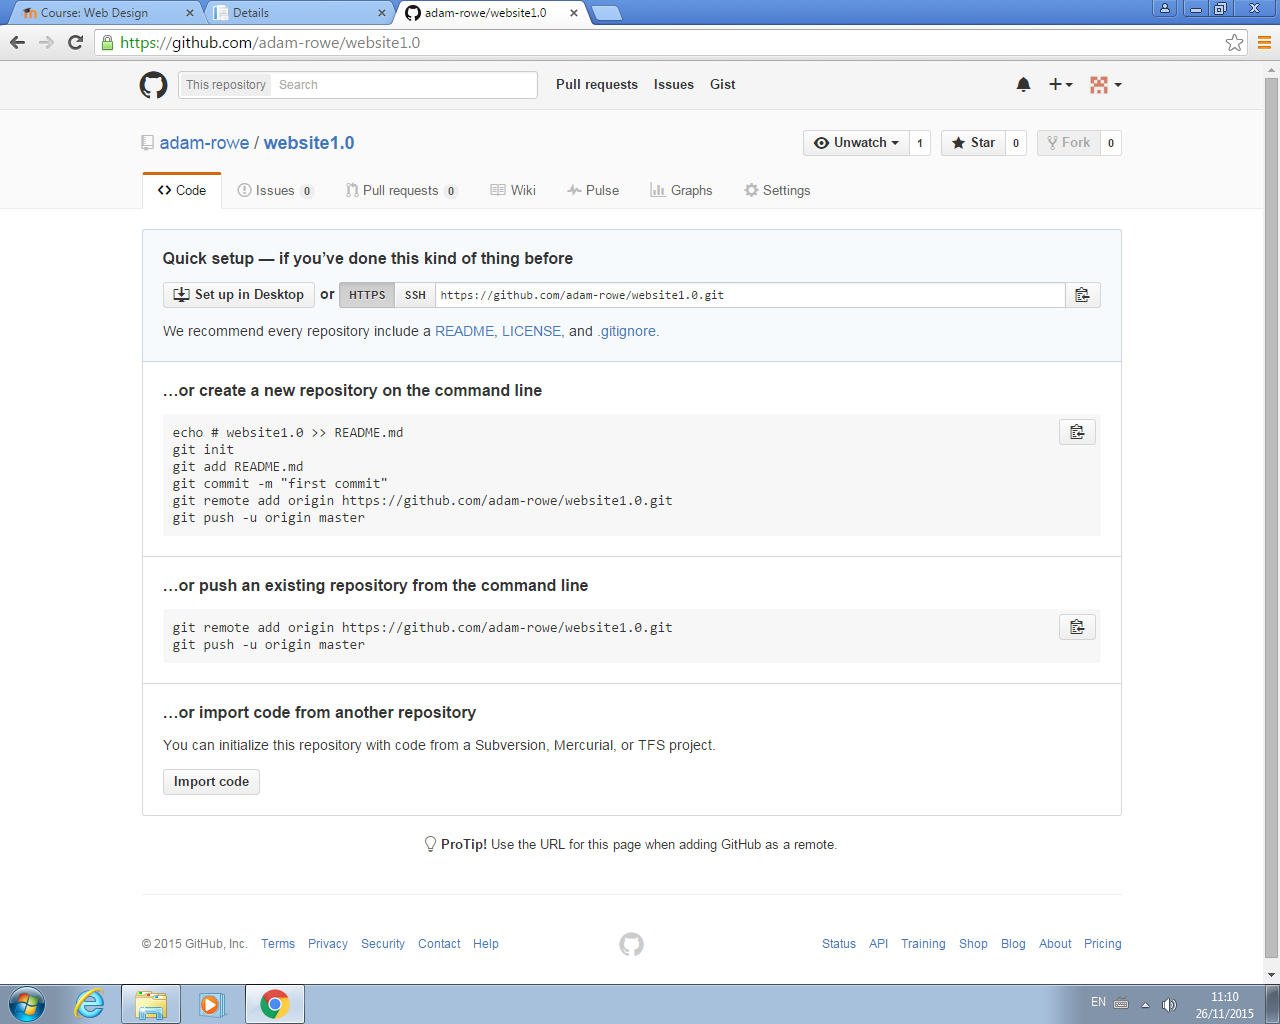 Course: Web Design
Details
adam-rowe/website1.0
https://github.com/adam-rowe/website1.0
This repository Search Pull requests Issues Gist
adam-rowe / website1.0
Unwatch 1 Star 0 Fork 0
Code Issues 0 Pull requests 0 Wiki Pulse Graphs Settings
Quick setup — if you’ve done this kind of thing before
Set up in Desktop or HTTPS SSH https://github.com/adam-rowe/website1.0.git
We recommend every repository include a README, LICENSE, and .gitignore.
…or create a new repository on the command line
echo # website1.0 >> README.md
git init
git add README.md
git commit -m "first commit"
git remote add origin https://github.com/adam-rowe/website1.0.git
git push -u origin master
…or push an existing repository from the command line
git remote add origin https://github.com/adam-rowe/website1.0.git
git push -u origin master
…or import code from another repository
You can initialize this repository with code from a Subversion, Mercurial, or TFS project.
Import code
ProTip! Use the URL for this page when adding GitHub as a remote.
© 2015 GitHub, Inc. Terms Privacy Security Contact Help Status API Training Shop Blog About Pricing
EN
11:10
26/11/2015